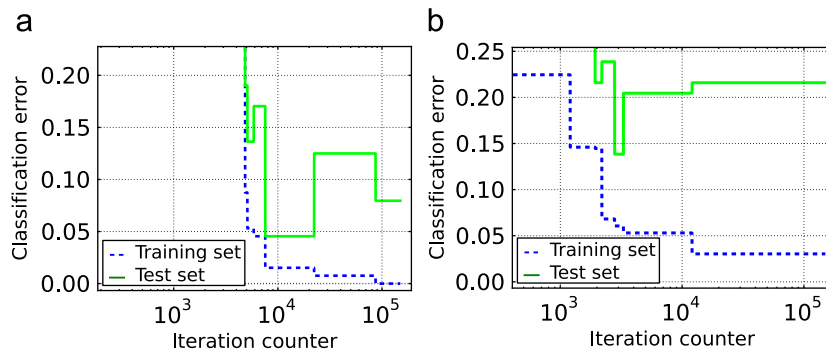 a
Classification error
0.20
0.15
0.10
0.05
0.00
Training set
Test set
10^3
10^4
10^5
Iteration counter
b
Classification error
0.25
0.20
0.15
0.10
0.05
0.00
Training set
Test set
10^3
10^4
10^5
Iteration counter